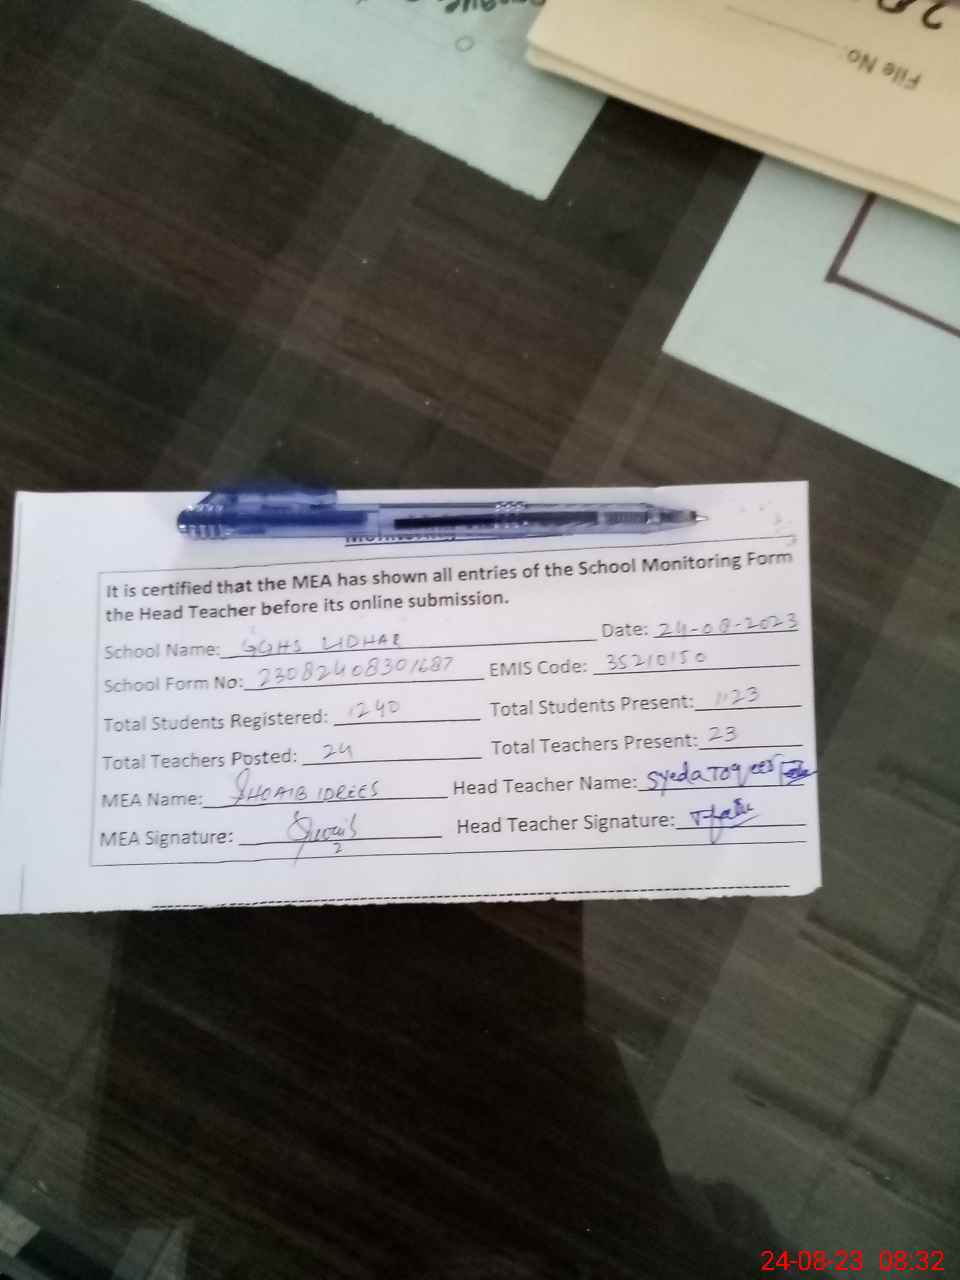 File No.
It is certified that the MEA has shown all entries of the School Monitoring Form
the Head Teacher before its online submission.
School Name: GGHS LIDHAR Date: 24-08-2023
School Form No: 23082408301687 EMIS Code: 35210150
Total Students Registered: 1240 Total Students Present: 1123
Total Teachers Posted: 24 Total Teachers Present: 23
MEA Name: SHOAIB IDREES Head Teacher Name: Syeda
MEA Signature: Shoaib Head Teacher Signature:
24-08-23 08:32